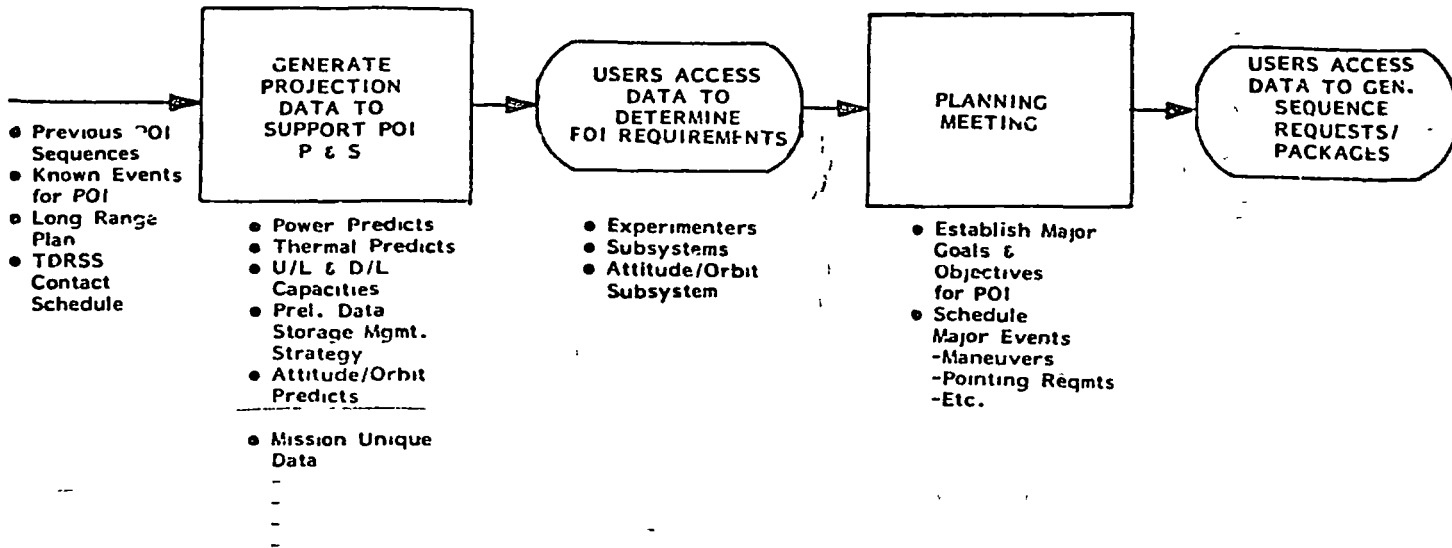 GENERATE
PROJECTION
DATA TO
SUPPORT POI
P & S
USERS ACCESS
DATA TO
DETERMINE
POI REQUIREMENTS
PLANNING
MEETING
USERS ACCESS
DATA TO GEN.
SEQUENCE
REQUESTS/
PACKAGES
● Previous POI
Sequences
● Known Events
for POI
● Long Range
Plan
● TDRSS
Contact
Schedule
● Power Predicts
● Thermal Predicts
● U/L & D/L
Capacities
● Prel. Data
Storage Mgmt.
Strategy
● Attitude/Orbit
Predicts
● Mission Unique
Data
-
-
-
-
● Experimenters
● Subsystems
● Attitude/Orbit
Subsystem
● Establish Major
Goals &
Objectives
for POI
● Schedule
Major Events
-Maneuvers
-Pointing Reqmts
-Etc.